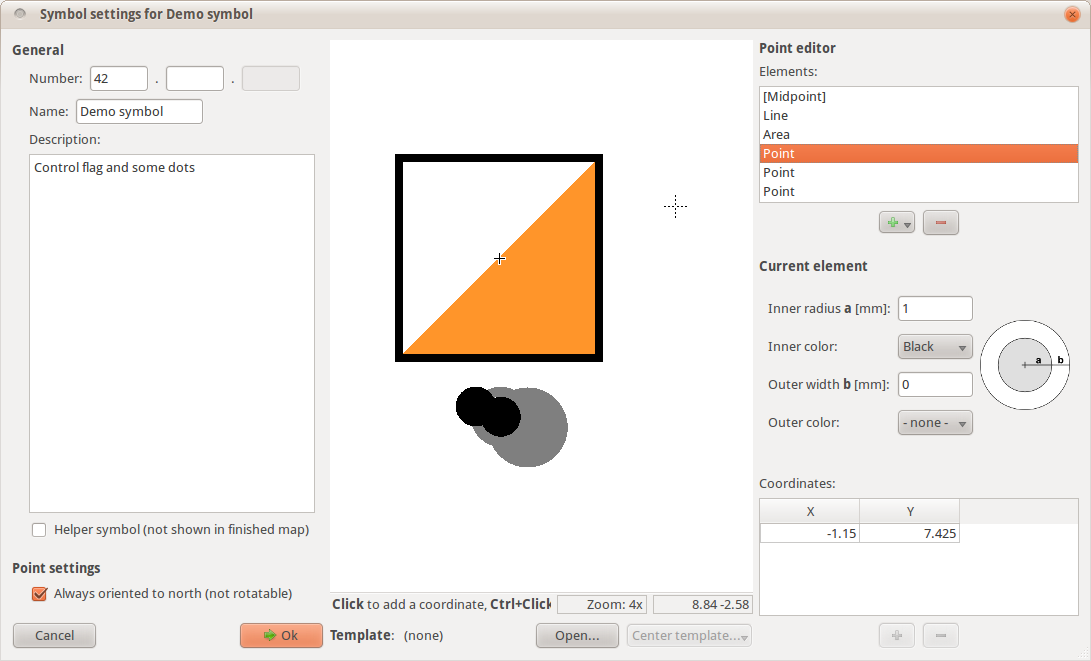 Symbol settings for Demo symbol
General
Number: 42 . .
Name: Demo symbol
Description:
Control flag and some dots
Helper symbol (not shown in finished map)
Point settings
Always oriented to north (not rotatable)
Cancel
Ok
Click to add a coordinate, Ctrl+Click
Zoom: 4x
8.84 -2.58
Template: (none)
Open...
Center template...
Point editor
Elements:
[Midpoint]
Line
Area
Point
Point
Point
Current element
Inner radius a [mm]: 1
Inner color: Black
Outer width b [mm]: 0
Outer color: - none -
a b
Coordinates:
X Y
-1.15 7.425